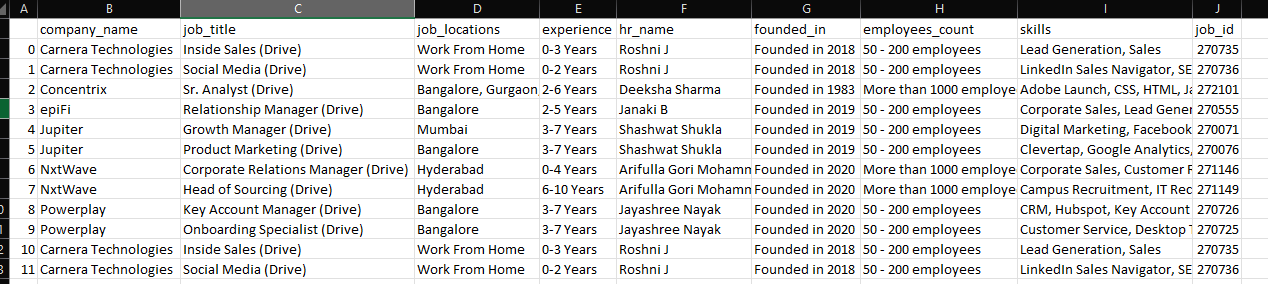 A B C D E F G H I J
company_name job_title job_locations experience hr_name founded_in employees_count skills job_id
0 Carnera Technologies Inside Sales (Drive) Work From Home 0-3 Years Roshni J Founded in 2018 50 - 200 employees Lead Generation, Sales 270735
1 Carnera Technologies Social Media (Drive) Work From Home 0-2 Years Roshni J Founded in 2018 50 - 200 employees LinkedIn Sales Navigator, SE 270736
2 Concentrix Sr. Analyst (Drive) Bangalore, Gurgaon 2-6 Years Deeksha Sharma Founded in 1983 More than 1000 employe Adobe Launch, CSS, HTML, Ja 272101
3 epiFi Relationship Manager (Drive) Bangalore 2-5 Years Janaki B Founded in 2019 50 - 200 employees Corporate Sales, Lead Gener 270555
4 Jupiter Growth Manager (Drive) Mumbai 3-7 Years Shashwat Shukla Founded in 2019 50 - 200 employees Digital Marketing, Facebook 270071
5 Jupiter Product Marketing (Drive) Bangalore 3-7 Years Shashwat Shukla Founded in 2019 50 - 200 employees Clevertap, Google Analytics, 270076
6 NxtWave Corporate Relations Manager (Drive) Hyderabad 0-4 Years Arifulla Gori Mohamm Founded in 2020 More than 1000 employe Corporate Sales, Customer R 271146
7 NxtWave Head of Sourcing (Drive) Hyderabad 6-10 Years Arifulla Gori Mohamm Founded in 2020 More than 1000 employe Campus Recruitment, IT Rec 271149
8 Powerplay Key Account Manager (Drive) Bangalore 3-7 Years Jayashree Nayak Founded in 2020 50 - 200 employees CRM, Hubspot, Key Account 270726
9 Powerplay Onboarding Specialist (Drive) Bangalore 3-7 Years Jayashree Nayak Founded in 2020 50 - 200 employees Customer Service, Desktop 270725
10 Carnera Technologies Inside Sales (Drive) Work From Home 0-3 Years Roshni J Founded in 2018 50 - 200 employees Lead Generation, Sales 270735
11 Carnera Technologies Social Media (Drive) Work From Home 0-2 Years Roshni J Founded in 2018 50 - 200 employees LinkedIn Sales Navigator, SE 270736